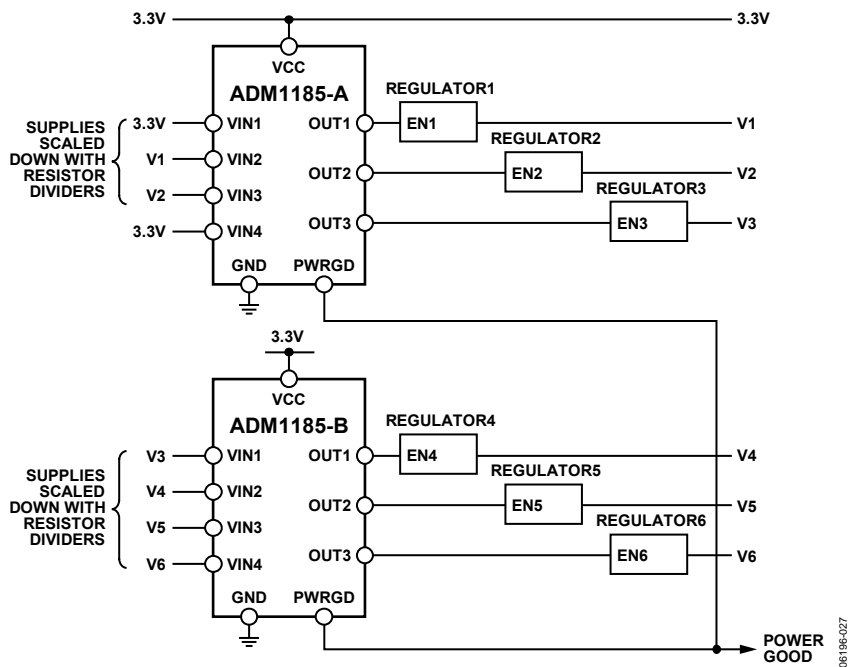 3.3V 3.3V
VCC
ADM1185-A
SUPPLIES
SCALED
DOWN WITH
RESISTOR
DIVIDERS
3.3V VIN1
V1 VIN2
V2 VIN3
3.3V VIN4
OUT1
OUT2
OUT3
GND PWRGD
REGULATOR1
EN1 V1
REGULATOR2
EN2 V2
REGULATOR3
EN3 V3
3.3V
VCC
ADM1185-B
SUPPLIES
SCALED
DOWN WITH
RESISTOR
DIVIDERS
V3 VIN1
V4 VIN2
V5 VIN3
V6 VIN4
OUT1
OUT2
OUT3
GND PWRGD
REGULATOR4
EN4 V4
REGULATOR5
EN5 V5
REGULATOR6
EN6 V6
POWER
GOOD
06196-027